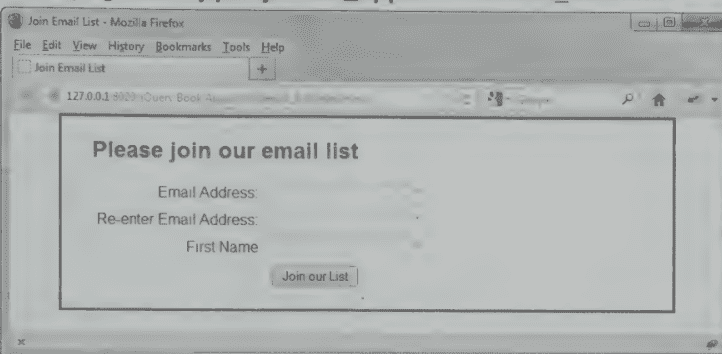 Join Email List - Mozilla Firefox
File Edit View History Bookmarks Tools Help
Join Email List +
127.0.0.1
Please join our email list
Email Address:
Re-enter Email Address:
First Name
Join our List